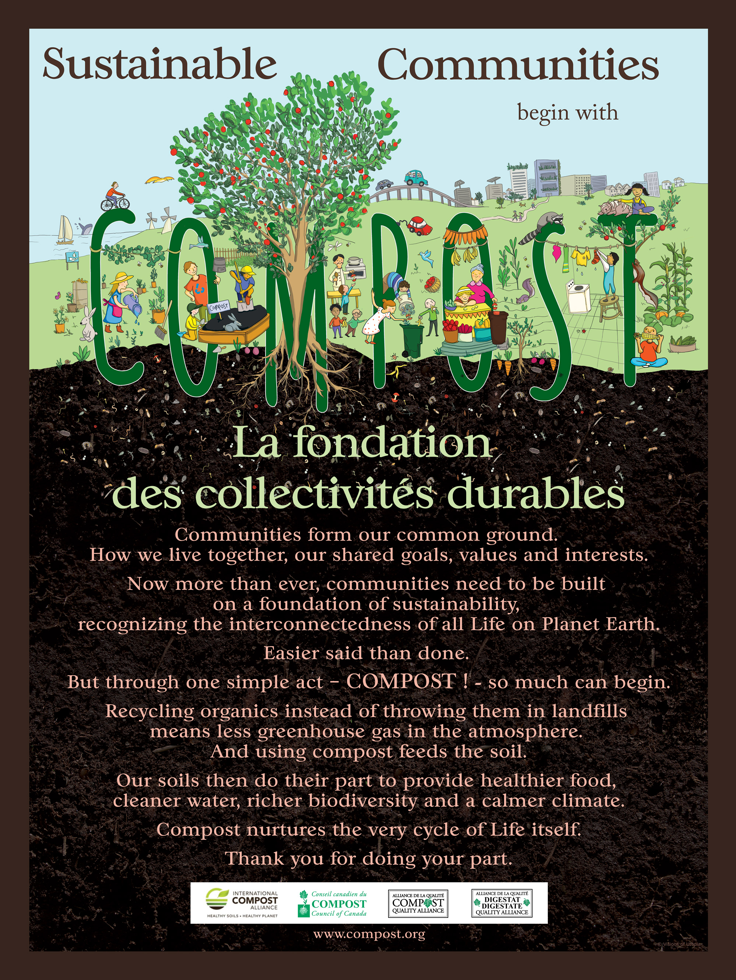 Sustainable Communities
begin with
COMPOST
COMPOST
La fondation
des collectivités durables
Communities form our common ground.
How we live together, our shared goals, values and interests.
Now more than ever, communities need to be built
on a foundation of sustainability,
recognizing the interconnectedness of all Life on Planet Earth.
Easier said than done.
But through one simple act – COMPOST ! - so much can begin.
Recycling organics instead of throwing them in landfills
means less greenhouse gas in the atmosphere.
And using compost feeds the soil.
Our soils then do their part to provide healthier food,
cleaner water, richer biodiversity and a calmer climate.
Compost nurtures the very cycle of Life itself.
Thank you for doing your part.
INTERNATIONAL
COMPOST
ALLIANCE
HEALTHY SOILS • HEALTHY PLANET
Conseil canadien du
COMPOST
Council of Canada
ALLIANCE DE LA QUALITÉ
COMPOST
QUALITY ALLIANCE
ALLIANCE DE LA QUALITÉ
DIGESTAT
DIGESTATE
QUALITY ALLIANCE
www.compost.org